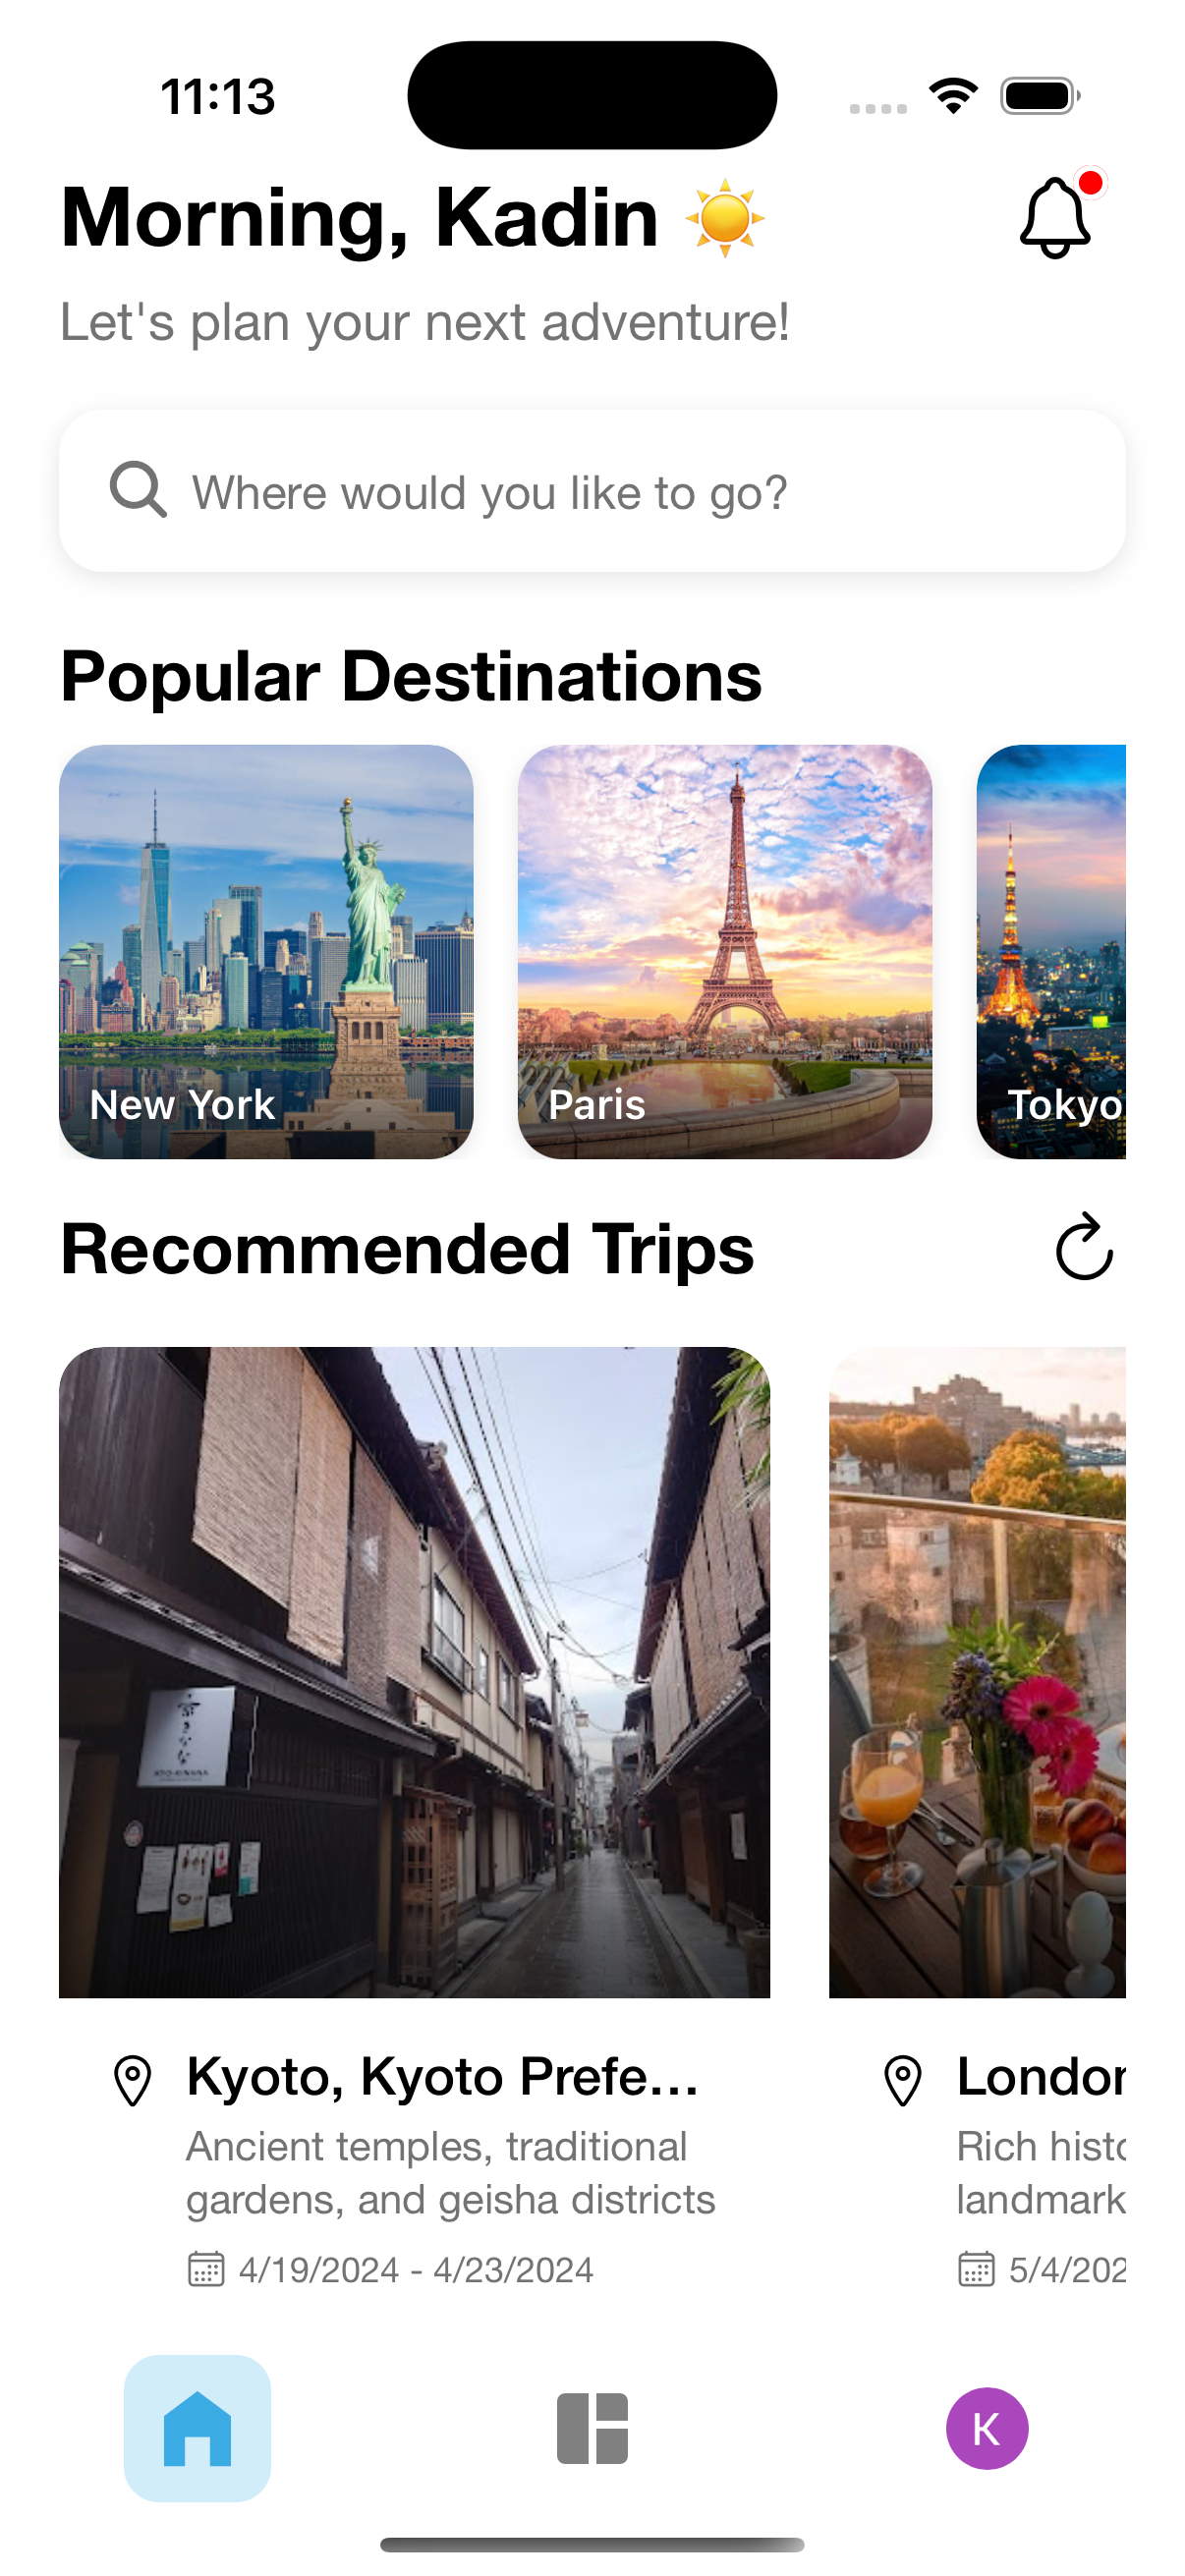 11:13
Morning, Kadin ☀️
Let's plan your next adventure!
Where would you like to go?
Popular Destinations
New York
Paris
Tokyo
Recommended Trips
Kyoto, Kyoto Prefe...
Ancient temples, traditional
gardens, and geisha districts
4/19/2024 - 4/23/2024
London
Rich histo
landmark
5/4/202
K